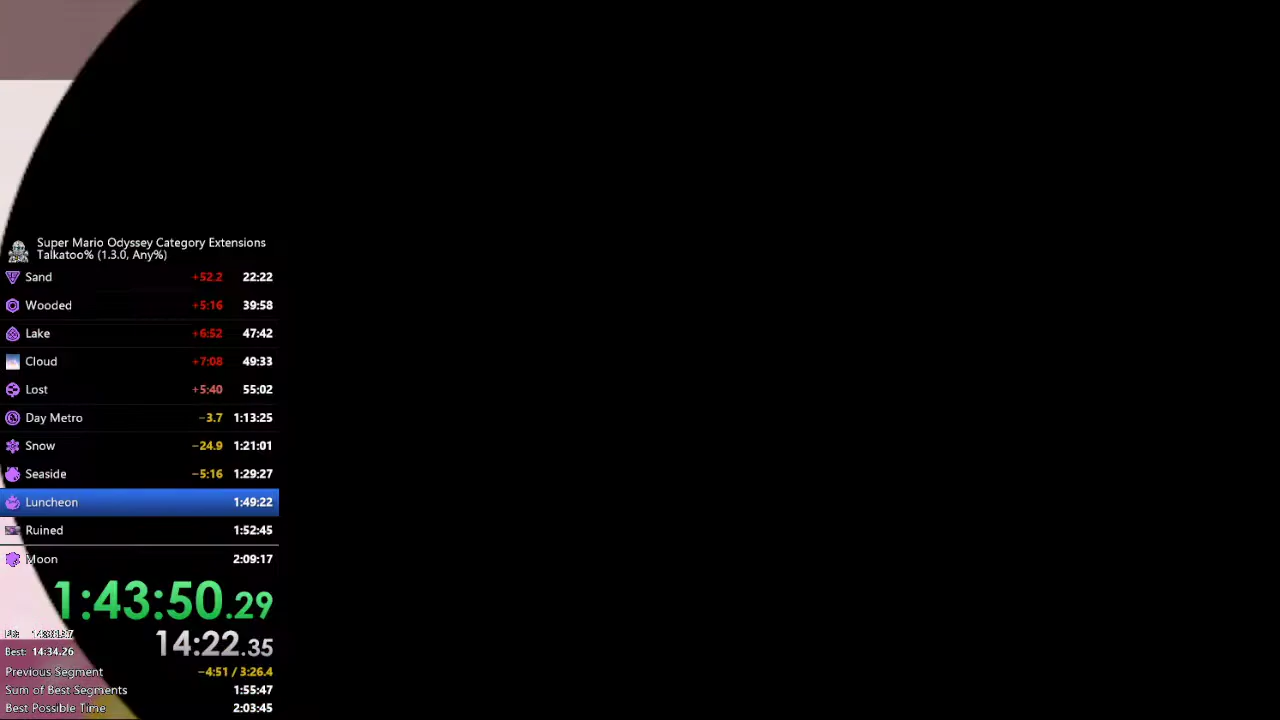 Super Mario Odyssey Category Extensions
Talkatoo% (1.3.0, Any%)
Sand +52.2 22:22
Wooded +5:16 39:58
Lake +6:52 47:42
Cloud +7:08 49:33
Lost +5:40 55:02
Day Metro −3.7 1:13:25
Snow −24.9 1:21:01
Seaside −5:16 1:29:27
Luncheon 1:49:22
Ruined 1:52:45
Moon 2:09:17
1:43:50.29
14:22.35
Best: 14:34.26
Previous Segment −4:51 / 3:26.4
Sum of Best Segments 1:55:47
Best Possible Time 2:03:45